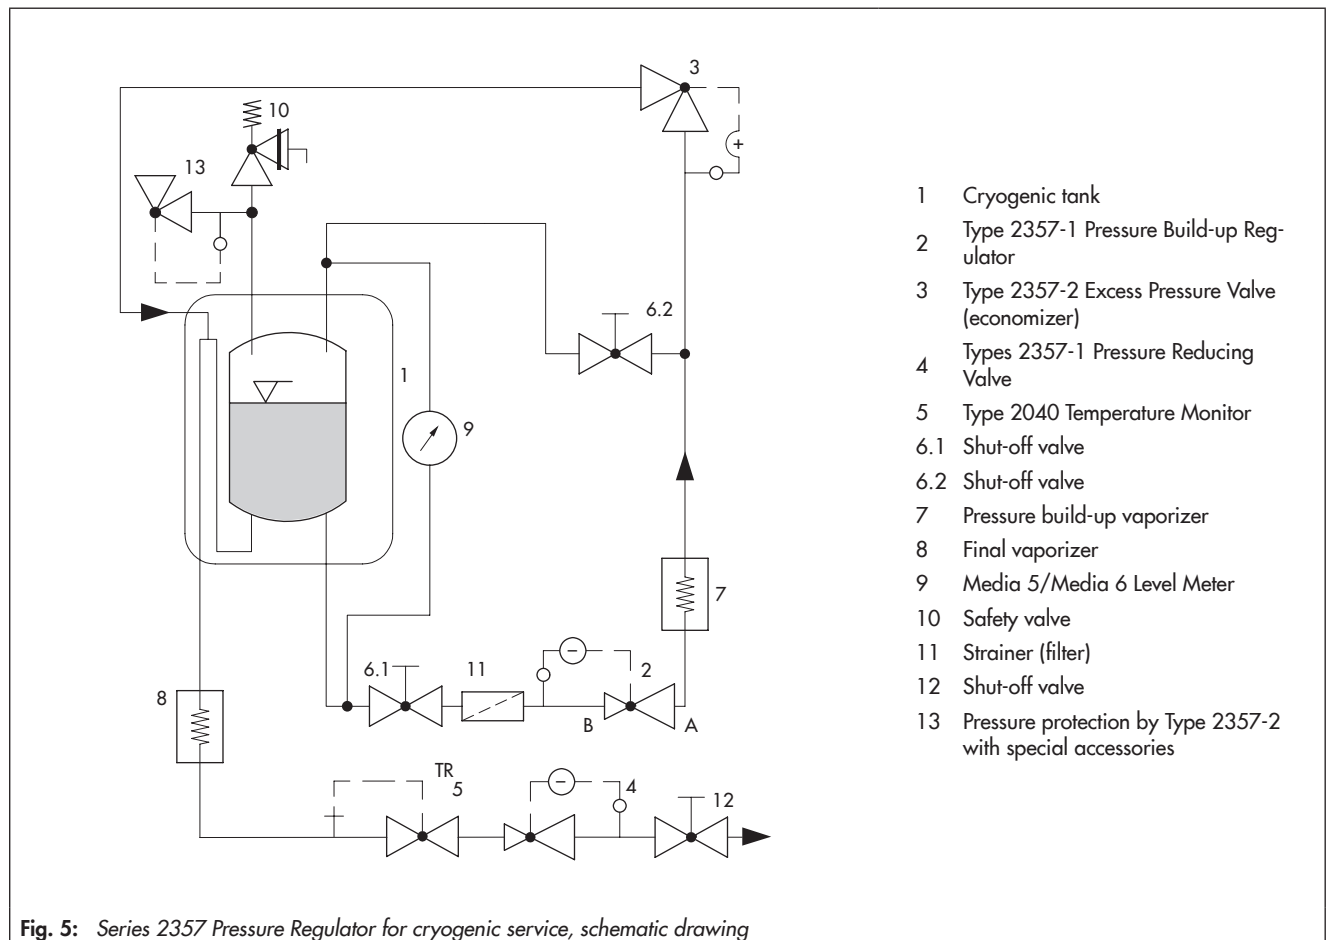 3
10
13
6.2
1
9
7
6.1
11
2
B
A
8
TR
5
4
12
+
−
−
1 Cryogenic tank
2 Type 2357-1 Pressure Build-up Reg-
ulator
3 Type 2357-2 Excess Pressure Valve
(economizer)
4 Types 2357-1 Pressure Reducing
Valve
5 Type 2040 Temperature Monitor
6.1 Shut-off valve
6.2 Shut-off valve
7 Pressure build-up vaporizer
8 Final vaporizer
9 Media 5/Media 6 Level Meter
10 Safety valve
11 Strainer (filter)
12 Shut-off valve
13 Pressure protection by Type 2357-2
with special accessories
Fig. 5: Series 2357 Pressure Regulator for cryogenic service, schematic drawing